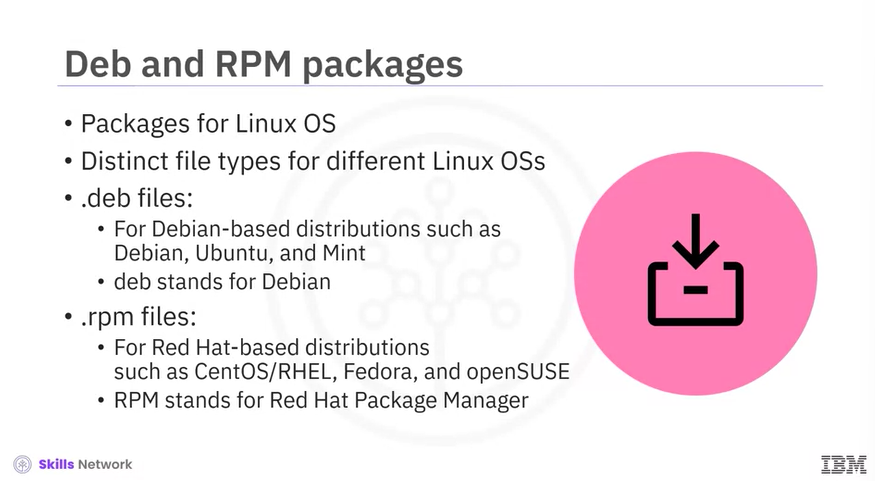 Deb and RPM packages
• Packages for Linux OS
• Distinct file types for different Linux OSs
• .deb files:
• For Debian-based distributions such as
Debian, Ubuntu, and Mint
• deb stands for Debian
• .rpm files:
• For Red Hat-based distributions
such as CentOS/RHEL, Fedora, and openSUSE
• RPM stands for Red Hat Package Manager
Skills Network
IBM